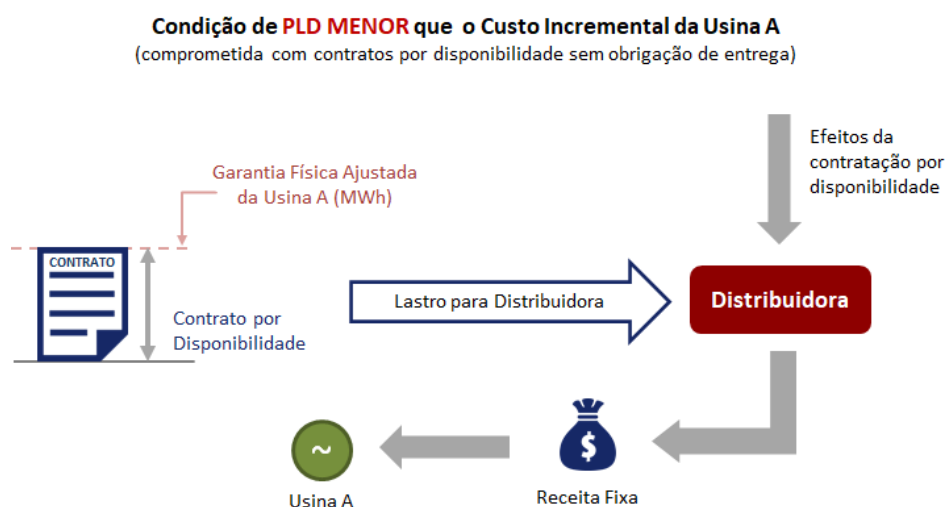 Condição de PLD MENOR que o Custo Incremental da Usina A
(comprometida com contratos por disponibilidade sem obrigação de entrega)
Efeitos da
contratação por
disponibilidade
Garantia Física Ajustada
da Usina A (MWh)
CONTRATO
Contrato por
Disponibilidade
Lastro para Distribuidora
Distribuidora
~
$
Usina A
Receita Fixa